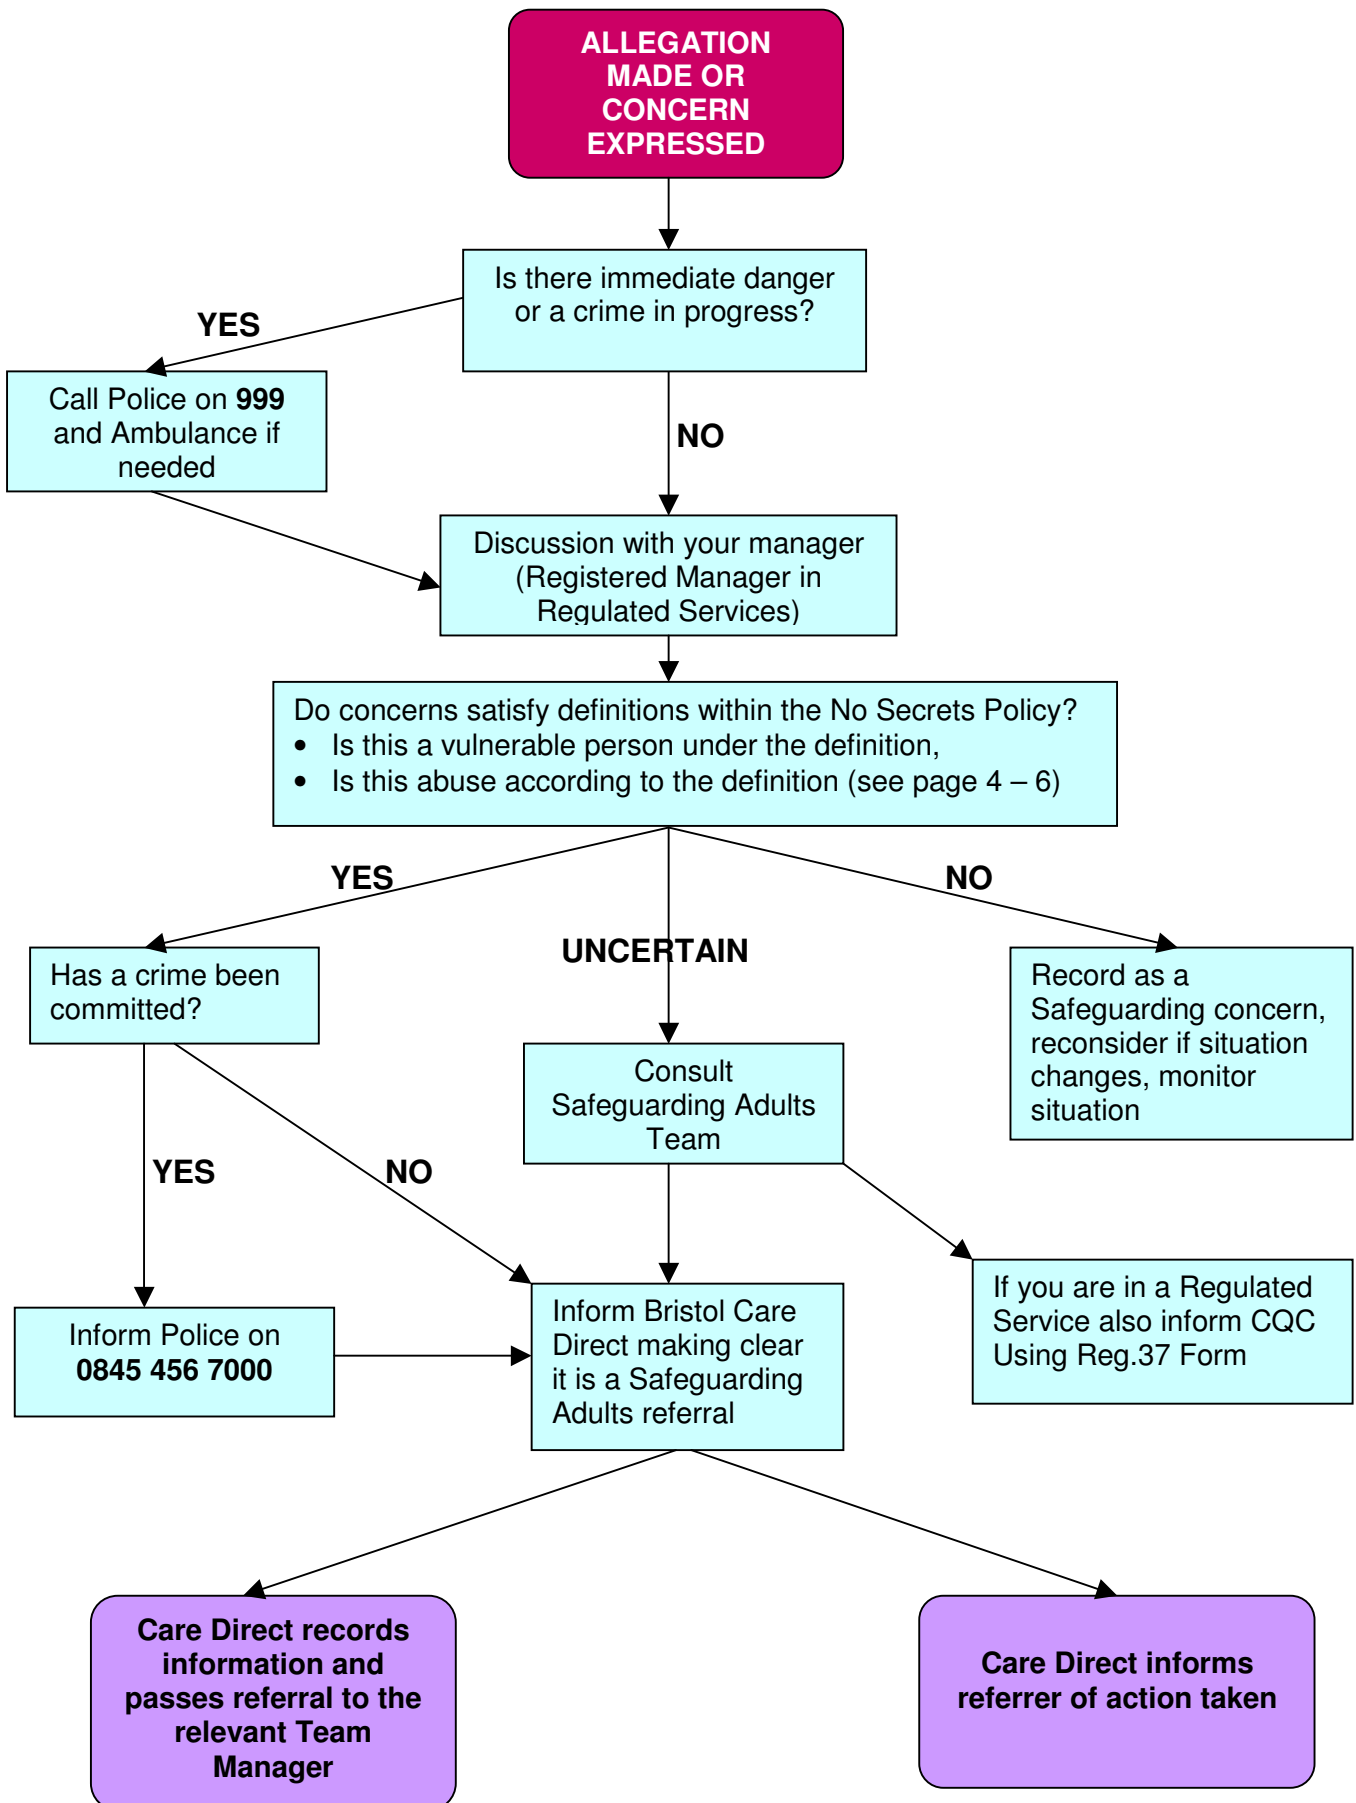 ALLEGATION
MADE OR
CONCERN
EXPRESSED
Is there immediate danger
or a crime in progress?
YES
Call Police on 999
and Ambulance if
needed
NO
Discussion with your manager
(Registered Manager in
Regulated Services)
Do concerns satisfy definitions within the No Secrets Policy?
• Is this a vulnerable person under the definition,
• Is this abuse according to the definition (see page 4 – 6)
YES
NO
UNCERTAIN
Has a crime been
committed?
Record as a
Safeguarding concern,
reconsider if situation
changes, monitor
situation
Consult
Safeguarding Adults
Team
YES
NO
If you are in a Regulated
Service also inform CQC
Using Reg.37 Form
Inform Police on
0845 456 7000
Inform Bristol Care
Direct making clear
it is a Safeguarding
Adults referral
Care Direct records
information and
passes referral to the
relevant Team
Manager
Care Direct informs
referrer of action taken